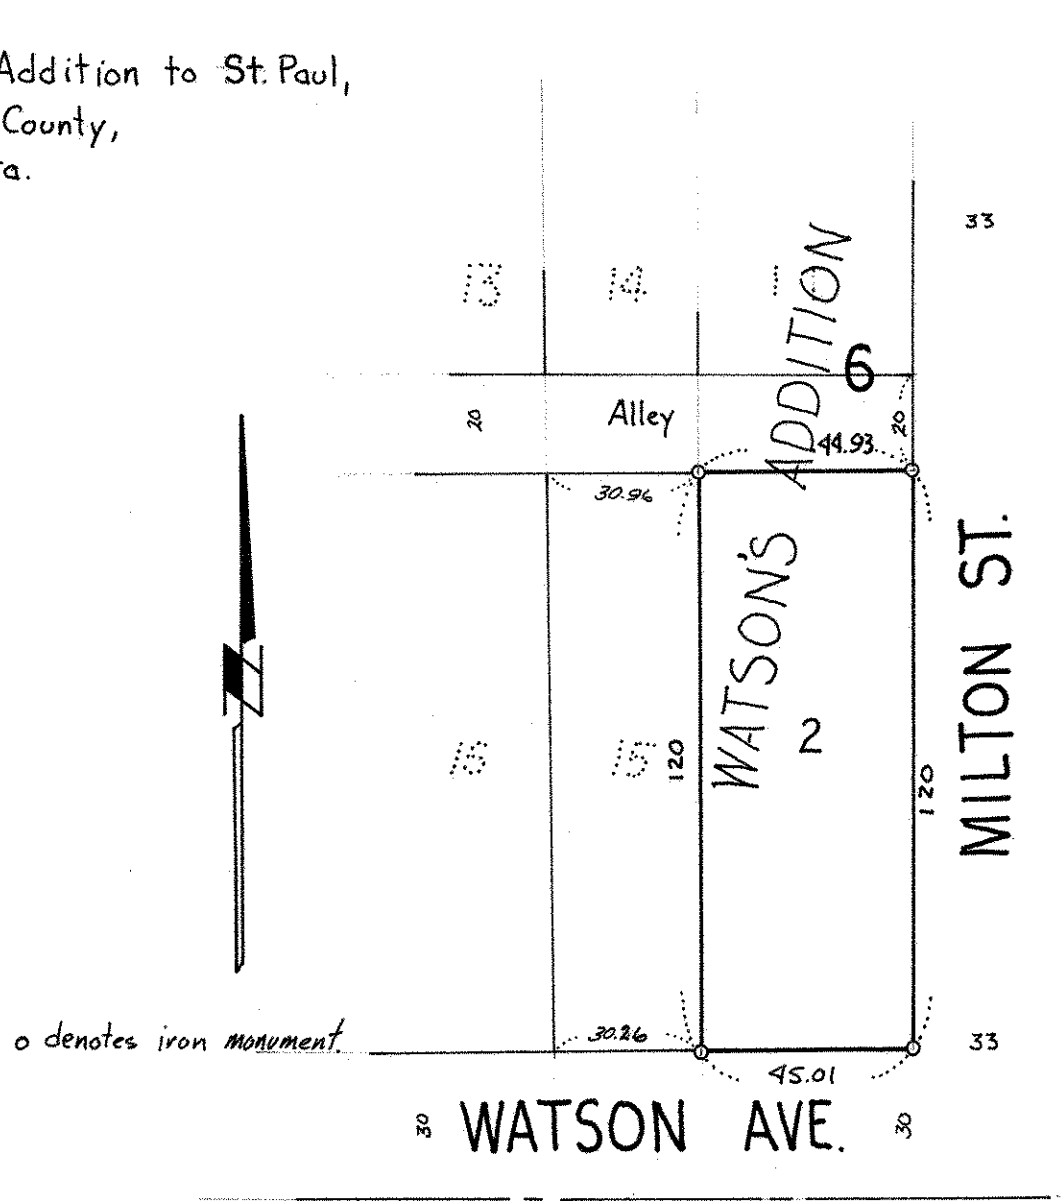 Addition to St. Paul,
County,
ta.
33
13
14
1
ADDITION
6
20
Alley
44.93
20
30.96
WATSON'S
MILTON ST.
15
120
2
120
o denotes iron monument.
30.26
45.01
33
30
WATSON AVE.
30